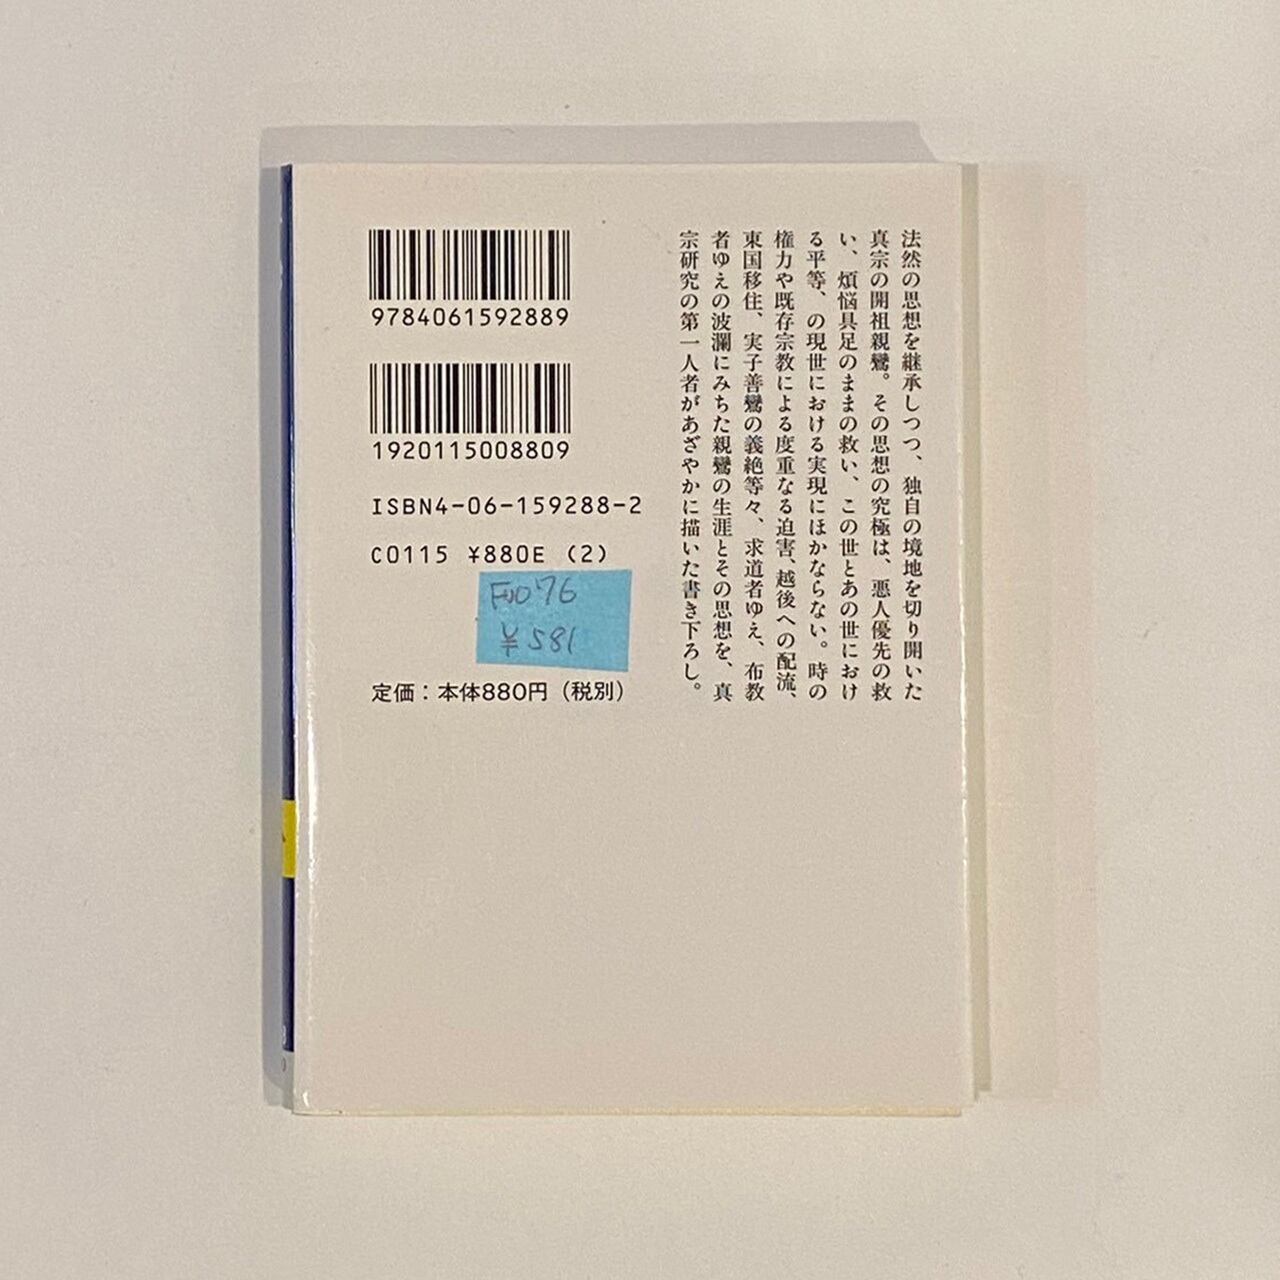 9784061592889
1920115008809
ISBN4-06-159288-2
C0115 ¥880E (2)
¥581
定価：本体880円（税別）
法然の思想を継承しつつ、独自の境地を切り開いた
真宗の開祖親鸞。その思想の究極は、悪人優先の救
い、煩悩具足のままの救い、この世とあの世におけ
る平等、の現世における実現にほかならない。時の
権力や既存宗教による度重なる迫害、越後への配流、
東国移住、実子善鸞の義絶等々、求道者ゆえ、布教
者ゆえの波瀾にみちた親鸞の生涯とその思想を、真
宗研究の第一人者があざやかに描いた書き下ろし。